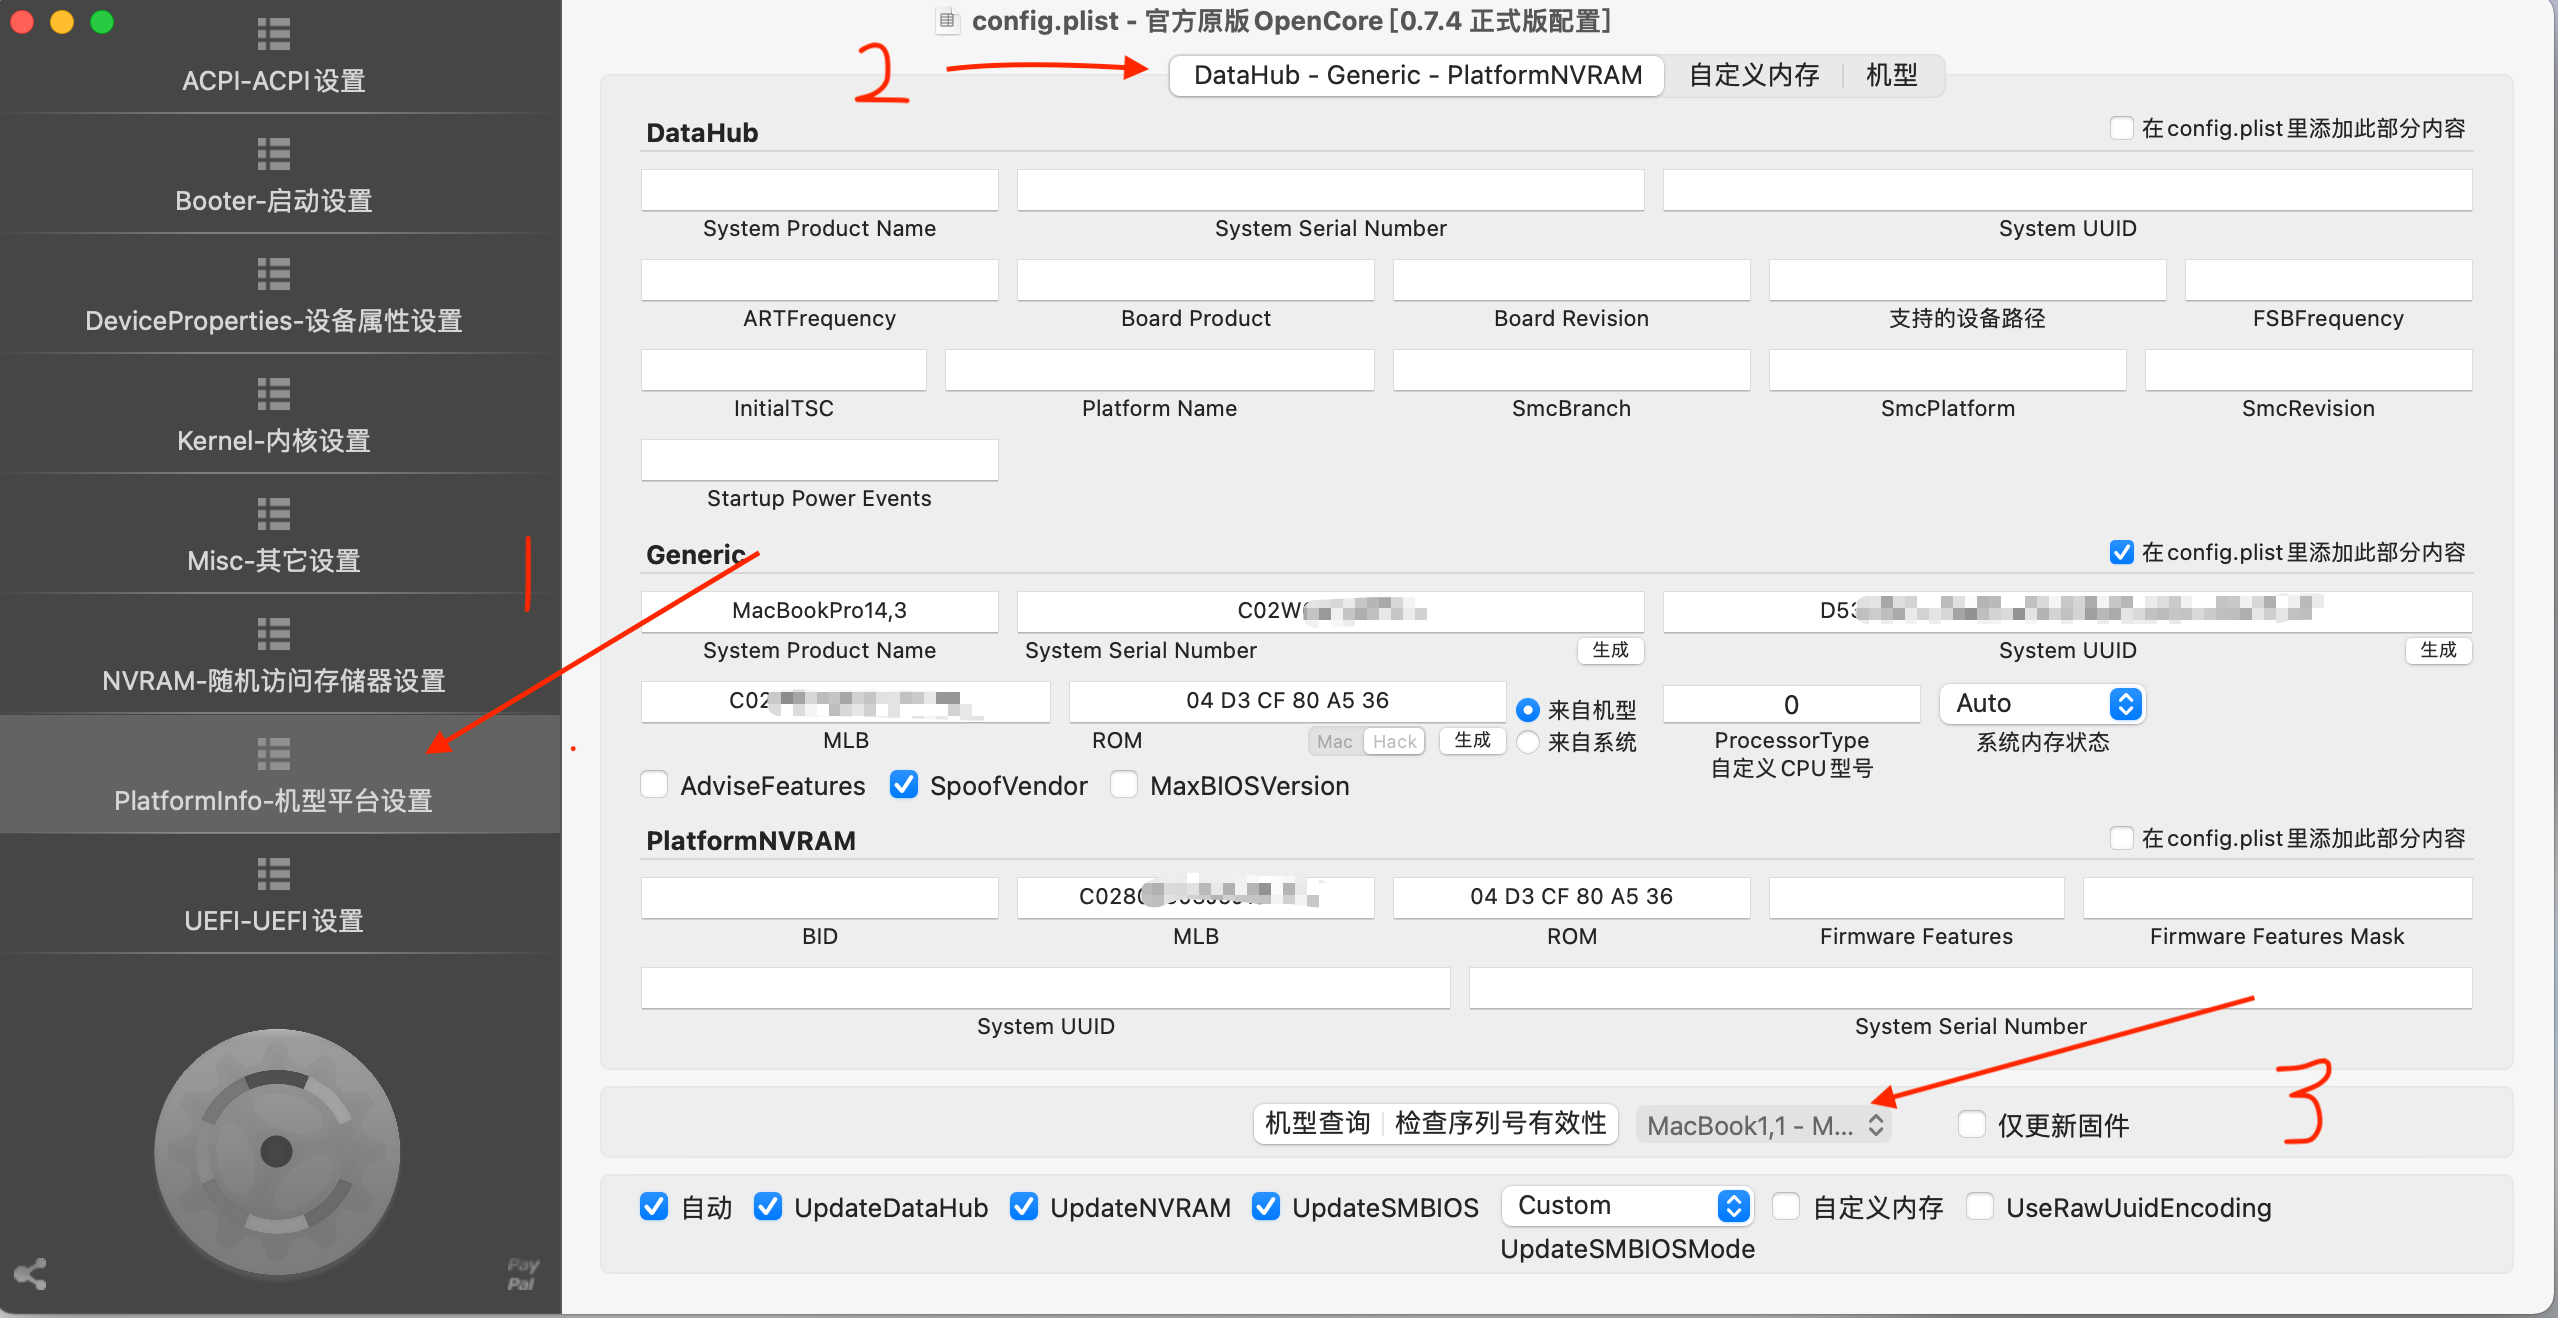 config.plist - 官方原版OpenCore [0.7.4 正式版配置]
ACPI-ACPI设置
Booter-启动设置
DeviceProperties-设备属性设置
Kernel-内核设置
Misc-其它设置
NVRAM-随机访问存储器设置
PlatformInfo-机型平台设置
UEFI-UEFI设置
Pay
Pal
1
2
DataHub - Generic - PlatformNVRAM 自定义内存 机型
DataHub 在config.plist里添加此部分内容
System Product Name System Serial Number System UUID
ARTFrequency Board Product Board Revision 支持的设备路径 FSBFrequency
InitialTSC Platform Name SmcBranch SmcPlatform SmcRevision
Startup Power Events
Generic 在config.plist里添加此部分内容
MacBookPro14,3 C02W D53
System Product Name System Serial Number 生成 System UUID 生成
C02 04 D3 CF 80 A5 36 来自机型 0 Auto
MLB ROM Mac Hack 生成 来自系统 ProcessorType 系统内存状态
自定义CPU型号
AdviseFeatures SpoofVendor MaxBIOSVersion
PlatformNVRAM 在config.plist里添加此部分内容
C028 04 D3 CF 80 A5 36
BID MLB ROM Firmware Features Firmware Features Mask
System UUID System Serial Number
3
机型查询 检查序列号有效性 MacBook1,1 - M... 仅更新固件
自动 UpdateDataHub UpdateNVRAM UpdateSMBIOS Custom 自定义内存 UseRawUuidEncoding
UpdateSMBIOSMode